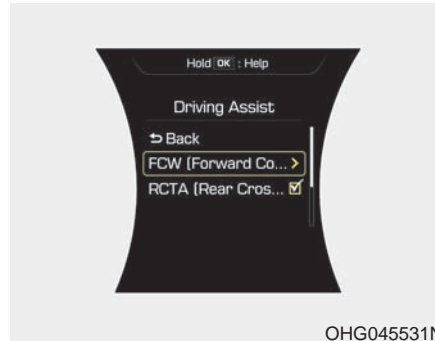 Hold OK : Help
Driving Assist
Back
FCW (Forward Co...
RCTA (Rear Cros...
OHG045531N